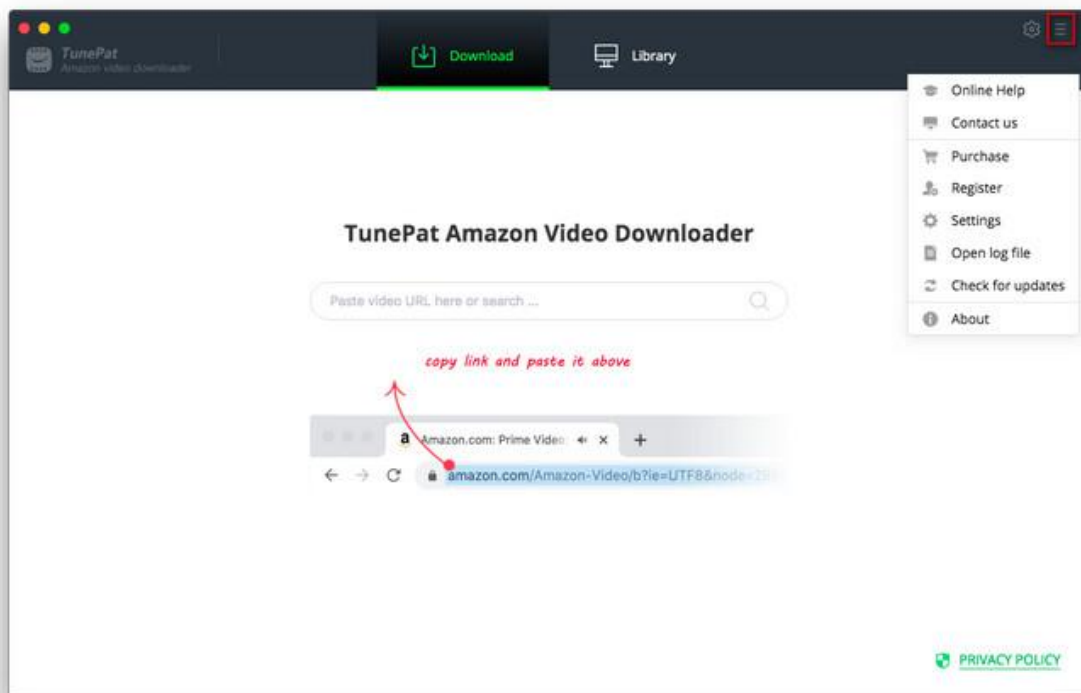 TunePat
Amazon video downloader
Download
Library
Online Help
Contact us
Purchase
Register
Settings
Open log file
Check for updates
About
TunePat Amazon Video Downloader
Paste video URL here or search ...
copy link and paste it above
a Amazon.com: Prime Video
amazon.com/Amazon-Video/b?ie=UTF8&node=
PRIVACY POLICY